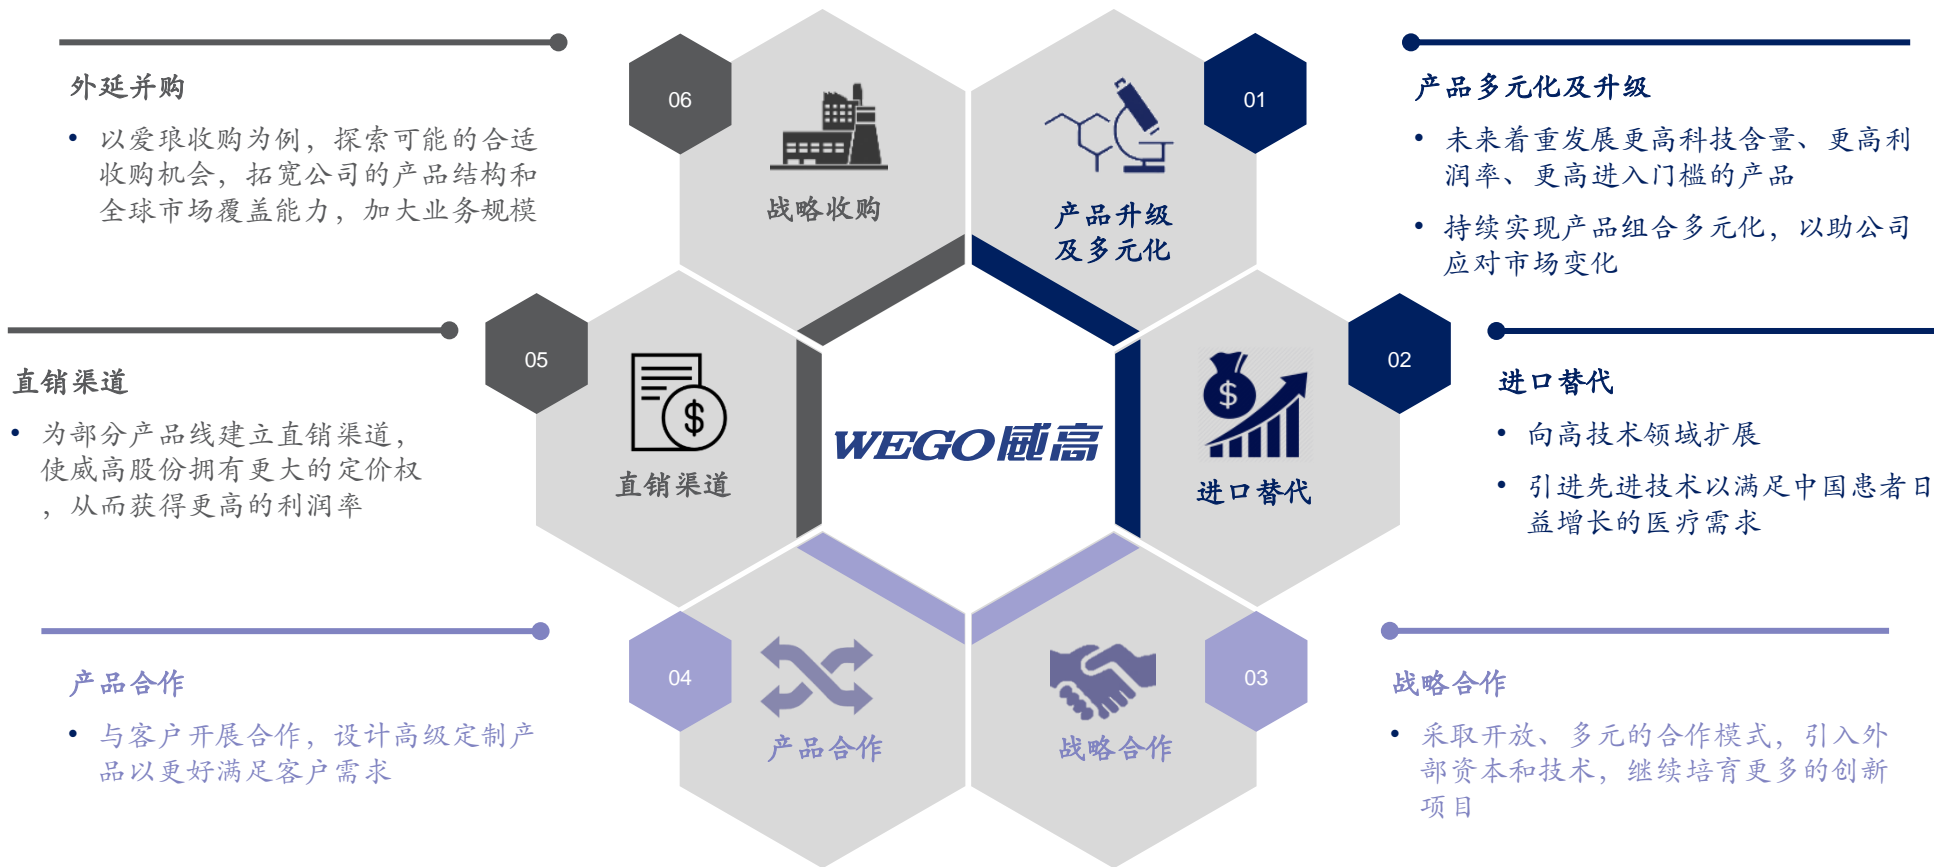 外延并购
• 以爱琅收购为例，探索可能的合适
收购机会，拓宽公司的产品结构和
全球市场覆盖能力，加大业务规模
06
战略收购
01
产品升级
及多元化
产品多元化及升级
• 未来着重发展更高科技含量、更高利
润率、更高进入门槛的产品
• 持续实现产品组合多元化，以助公司
应对市场变化
直销渠道
• 为部分产品线建立直销渠道，
使威高股份拥有更大的定价权
，从而获得更高的利润率
05
直销渠道
WEGO威高
02
进口替代
进口替代
• 向高技术领域扩展
• 引进先进技术以满足中国患者日
益增长的医疗需求
产品合作
• 与客户开展合作，设计高级定制产
品以更好满足客户需求
04
产品合作
03
战略合作
战略合作
• 采取开放、多元的合作模式，引入外
部资本和技术，继续培育更多的创新
项目